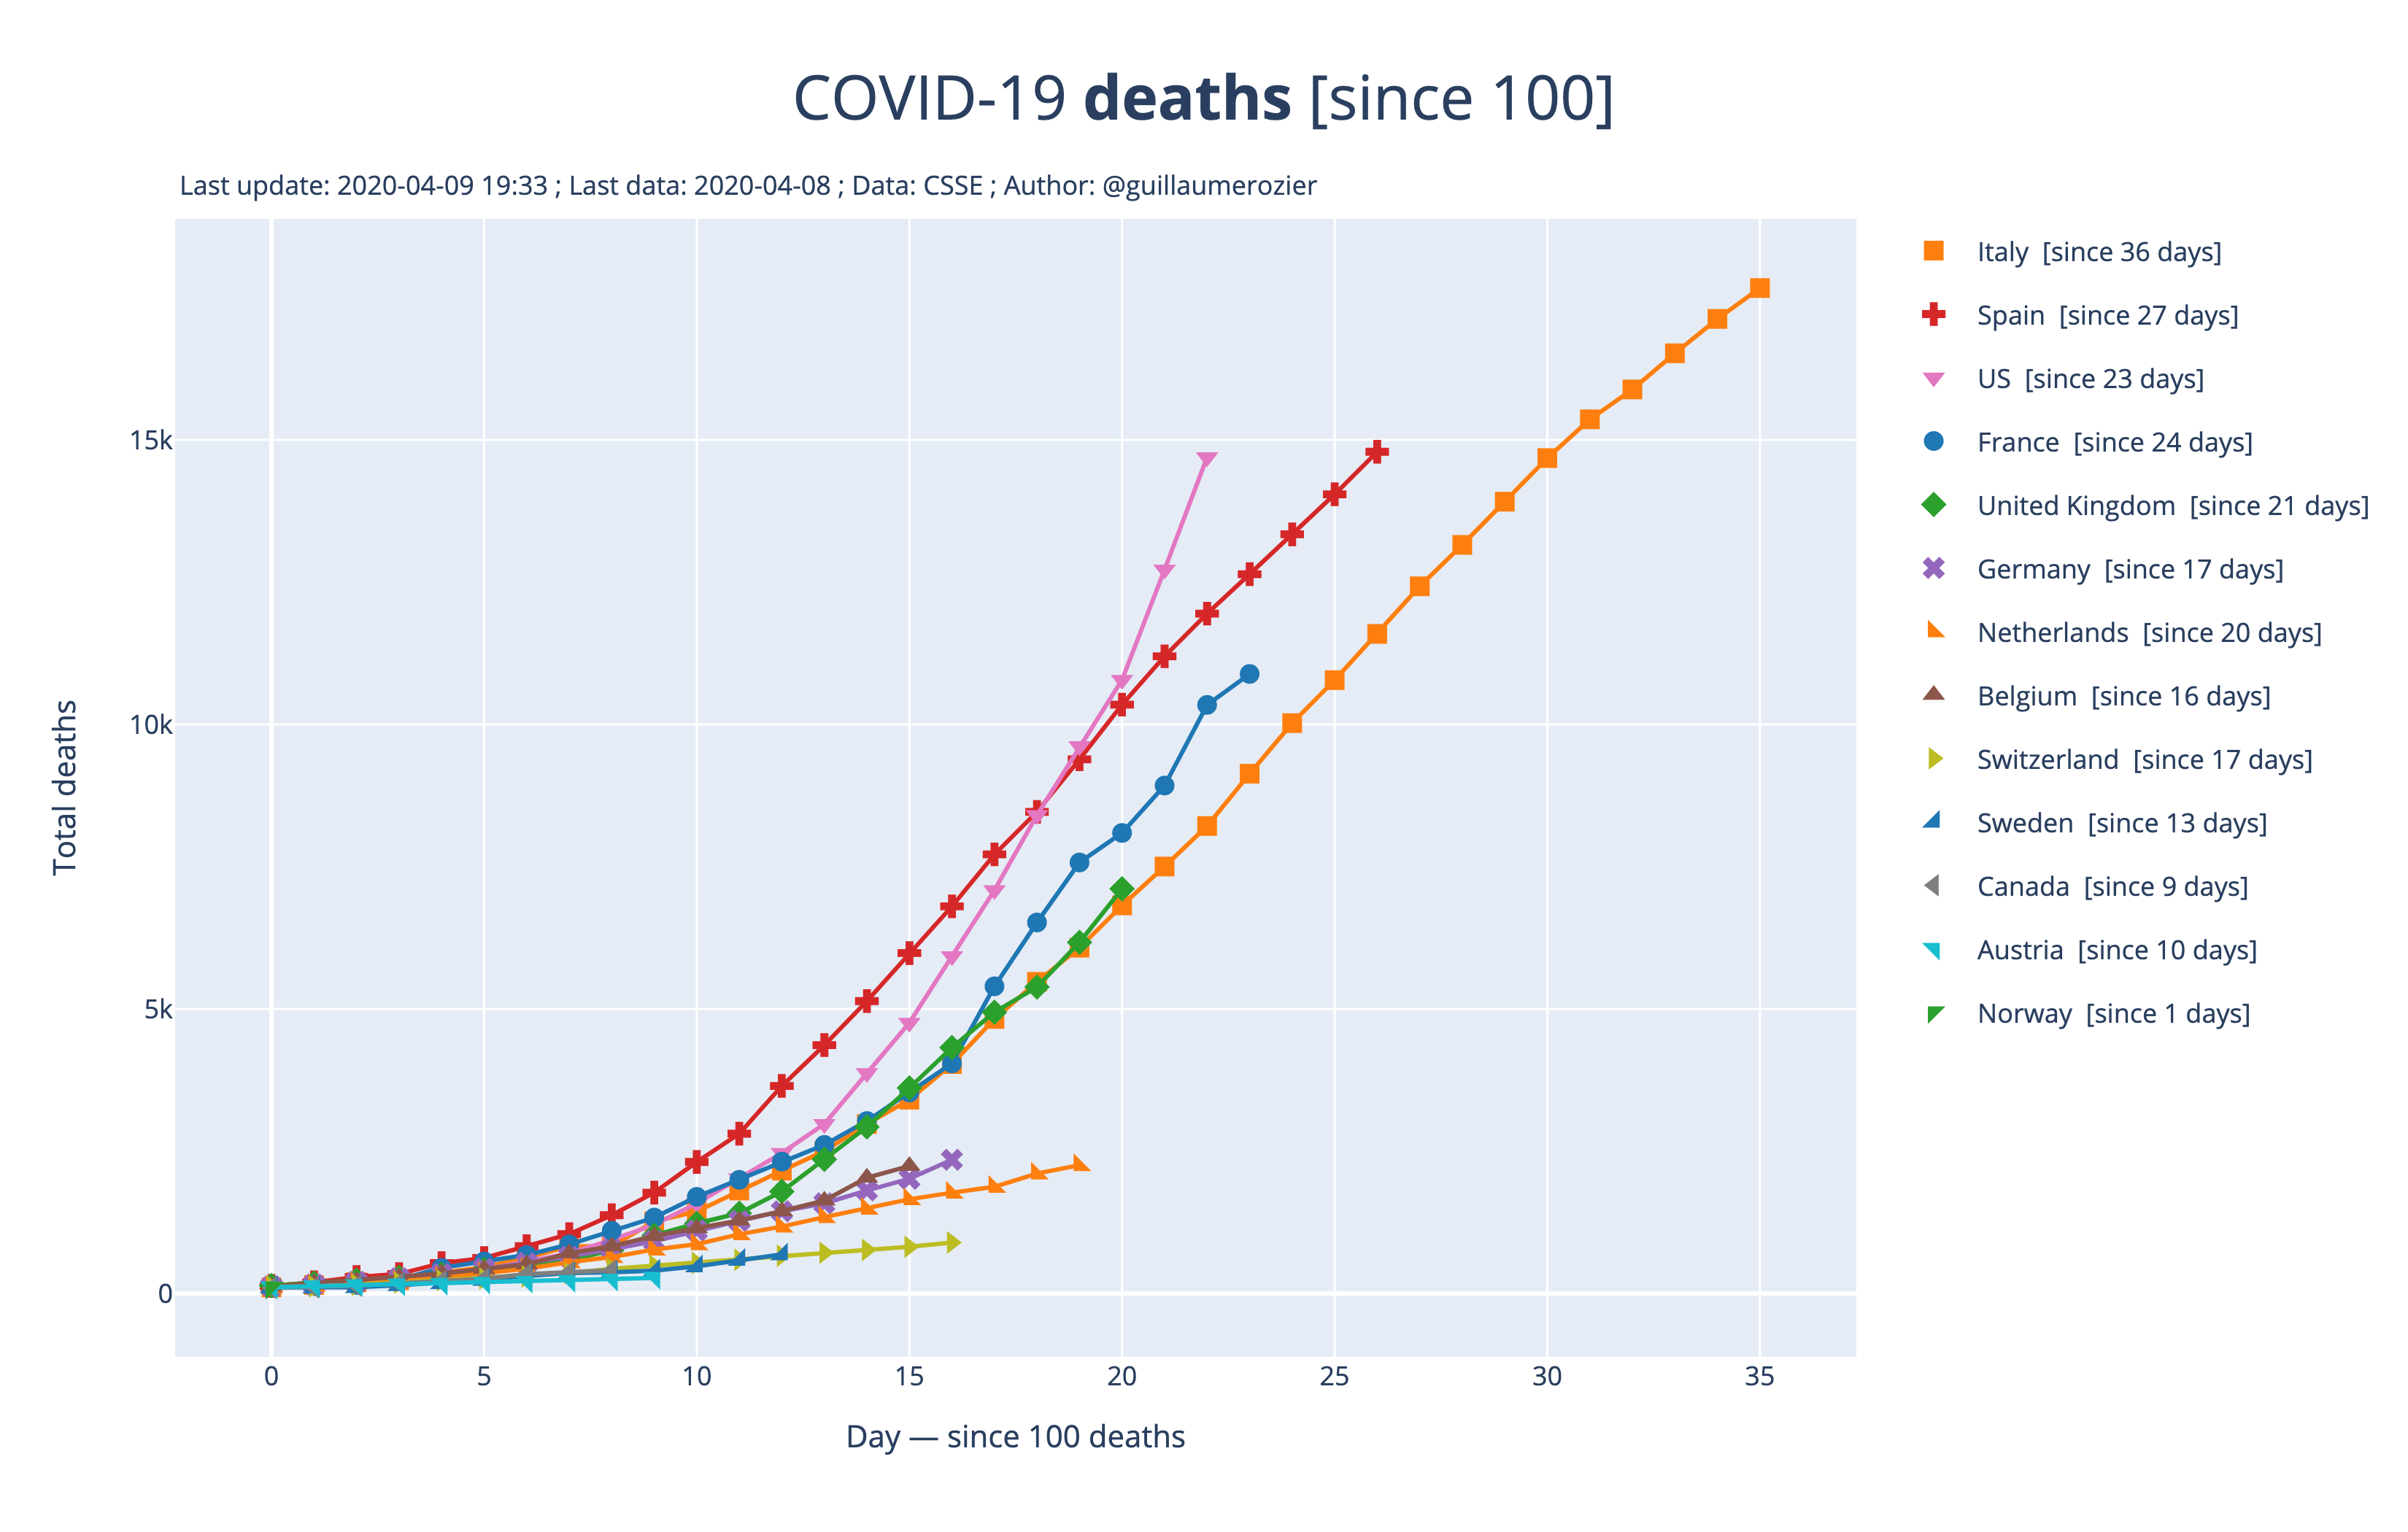 COVID-19 deaths [since 100]
Last update: 2020-04-09 19:33 ; Last data: 2020-04-08 ; Data: CSSE ; Author: @guillaumerozier
Italy [since 36 days]
Spain [since 27 days]
US [since 23 days]
France [since 24 days]
United Kingdom [since 21 days]
Germany [since 17 days]
Netherlands [since 20 days]
Belgium [since 16 days]
Switzerland [since 17 days]
Sweden [since 13 days]
Canada [since 9 days]
Austria [since 10 days]
Norway [since 1 days]
Total deaths
15k
10k
5k
0
0 5 10 15 20 25 30 35
Day — since 100 deaths